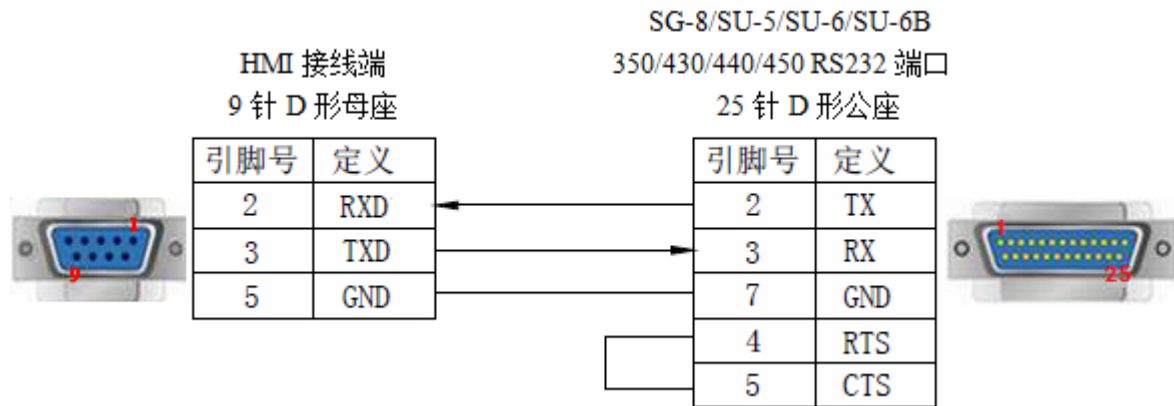 SG-8/SU-5/SU-6/SU-6B
HMI 接线端
350/430/440/450 RS232 端口
9 针 D 形母座
25 针 D 形公座
引脚号 定义
引脚号 定义
2 RXD
2 TX
3 TXD
3 RX
5 GND
7 GND
4 RTS
5 CTS
1
9
1
25